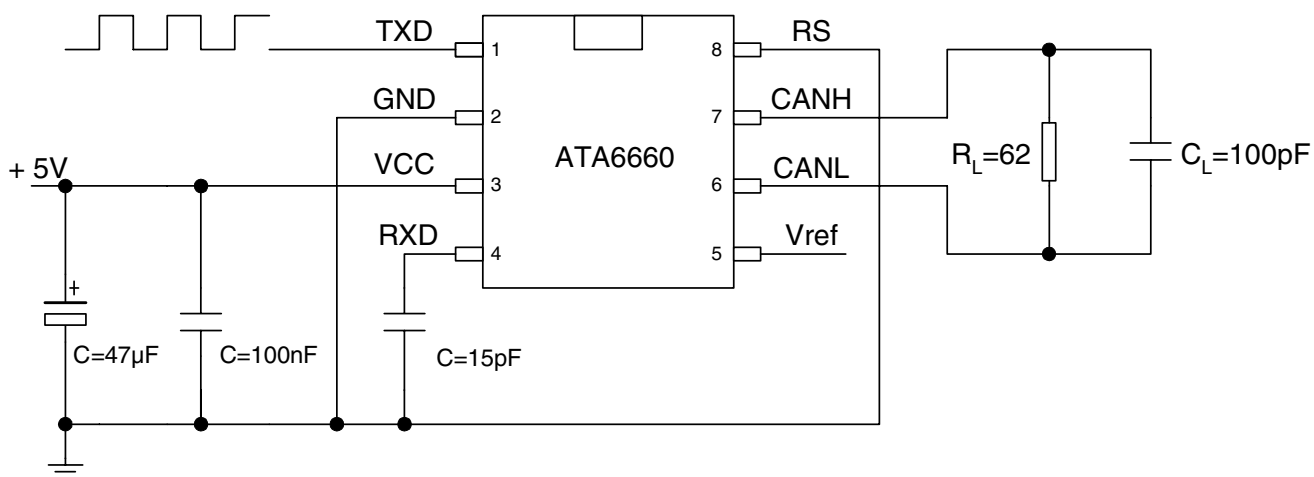 TXD
1
8
RS
GND
2
7
CANH
ATA6660
VCC
3
6
CANL
+ 5V
RXD
4
5
Vref
R_L=62
C_L=100pF
+
C=47µF
C=100nF
C=15pF